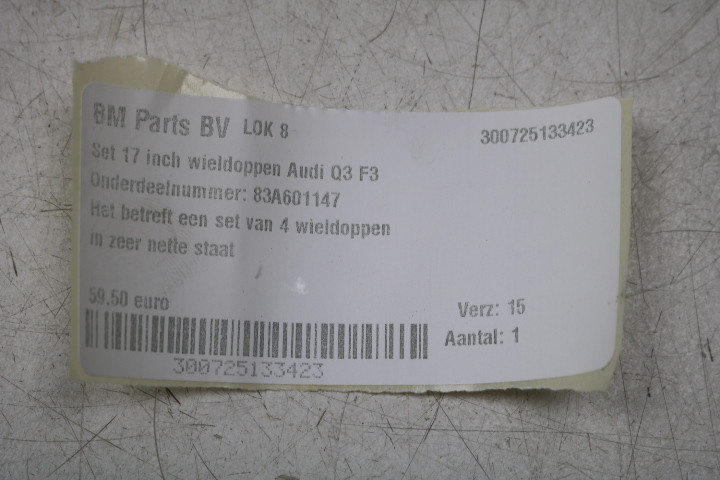 BM Parts BV LOK 8 300725133423
Set 17 inch wieldoppen Audi Q3 F3
Onderdeelnummer: 83A601147
Het betreft een set van 4 wieldoppen
in zeer nette staat
59.50 euro Verz: 15
Aantal: 1
300725133423